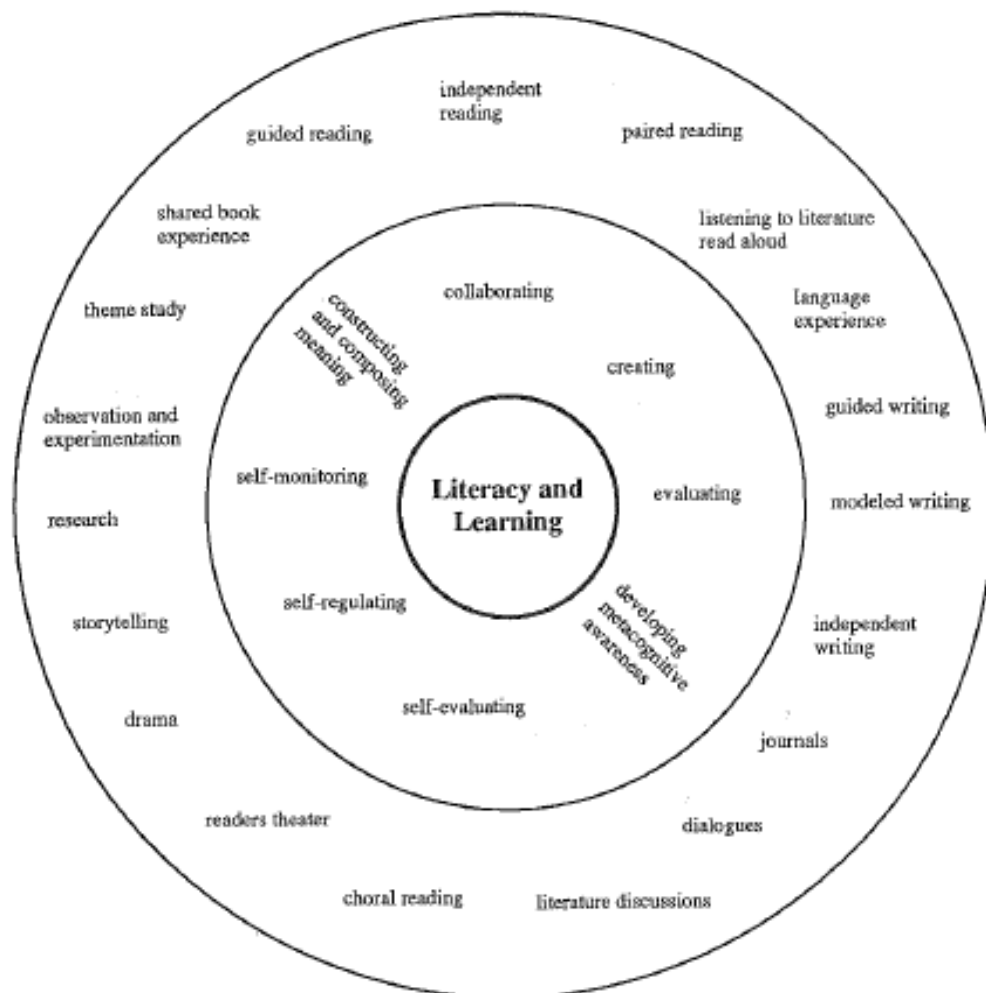 independent
reading
guided reading
paired reading
shared book
experience
listening to literature
read aloud
theme study
language
experience
observation and
experimentation
guided writing
research
modeled writing
storytelling
independent
writing
drama
journals
readers theater
dialogues
choral reading
literature discussions
collaborating
constructing
and composing
meaning
creating
self-monitoring
evaluating
self-regulating
developing
metacognitive
awareness
self-evaluating
Literacy and
Learning